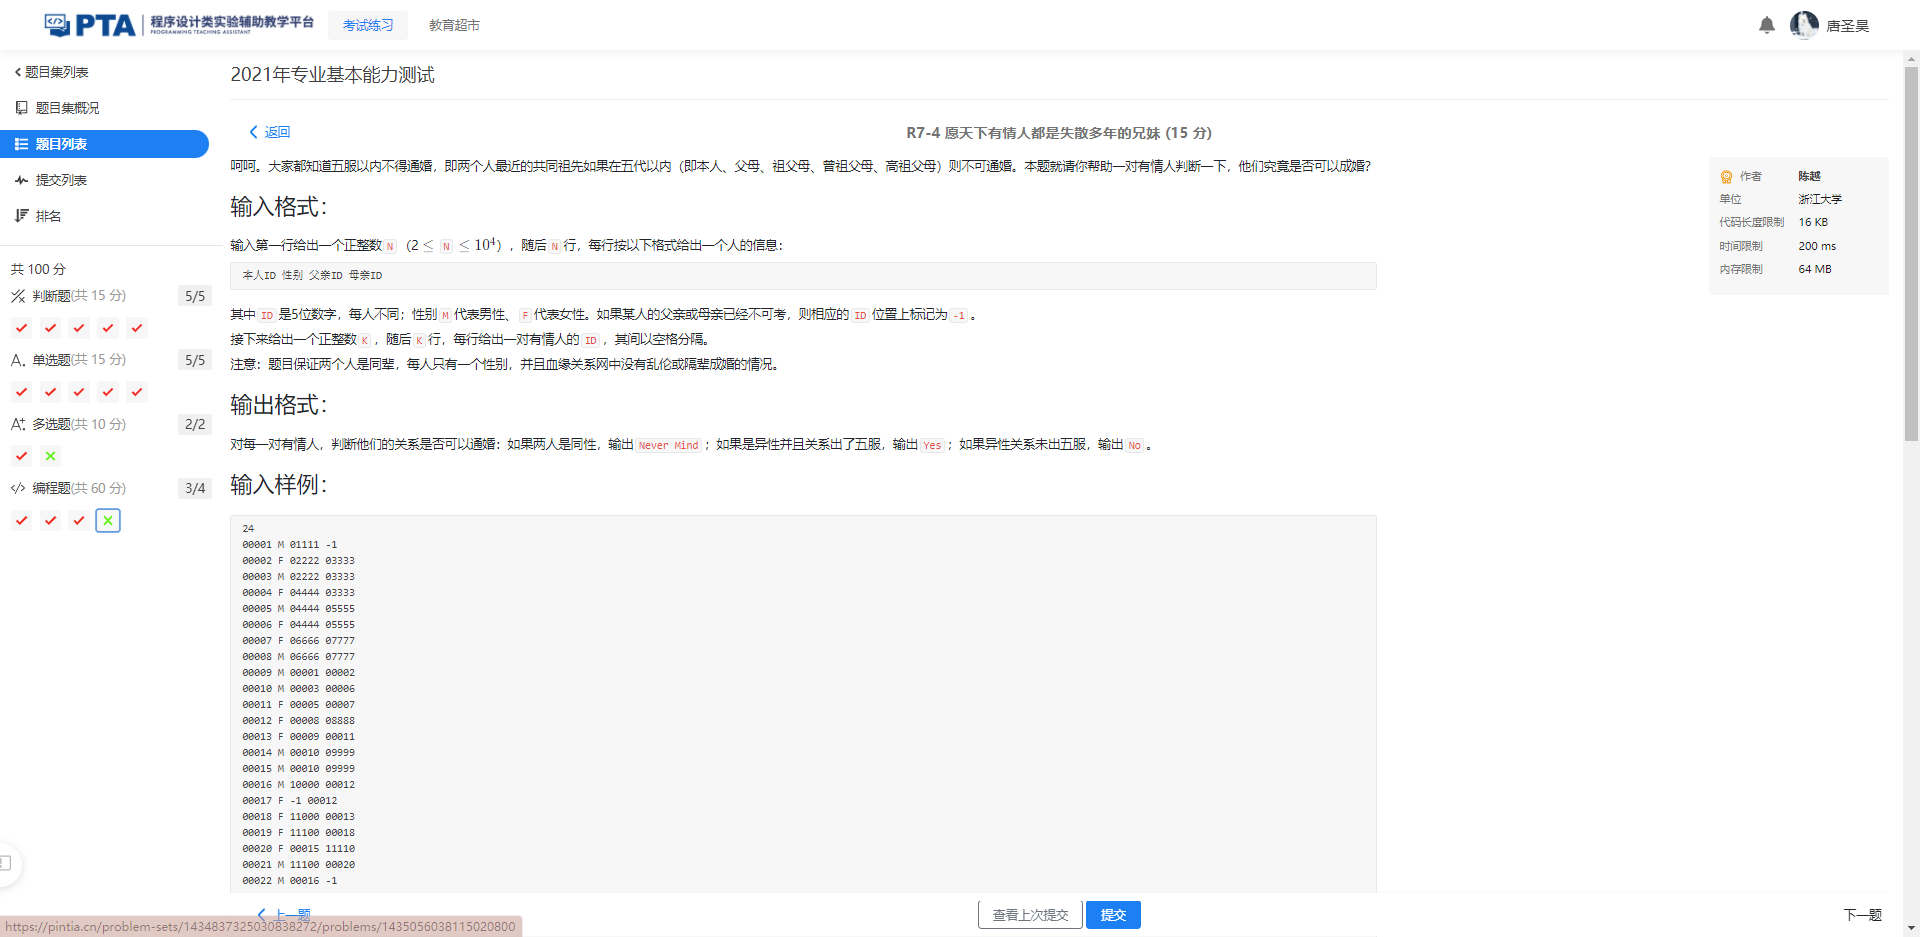 PTA 程序设计类实验辅助教学平台
PROGRAMMING TEACHING ASSISTANT
考试练习
教育超市
唐圣昊
题目集列表
题目集概况
题目列表
提交列表
排名
共 100 分
判断题(共 15 分) 5/5
单选题(共 15 分) 5/5
多选题(共 10 分) 2/2
编程题(共 60 分) 3/4
2021年专业基本能力测试
返回
R7-4 愿天下有情人都是失散多年的兄妹 (15 分)
呵呵。大家都知道五服以内不得通婚，即两个人最近的共同祖先如果在五代以内（即本人、父母、祖父母、曾祖父母、高祖父母）则不可通婚。本题就请你帮助一对有情人判断一下，他们究竟是否可以成婚?
输入格式:
输入第一行给出一个正整数 N （2 ≤ N ≤ 10⁴），随后 N 行，每行按以下格式给出一个人的信息:
本人ID 性别 父亲ID 母亲ID
其中 ID 是5位数字，每人不同；性别 M 代表男性、 F 代表女性。如果某人的父亲或母亲已经不可考，则相应的 ID 位置上标记为 -1 。
接下来给出一个正整数 K ，随后 K 行，每行给出一对有情人的 ID ，其间以空格分隔。
注意：题目保证两个人是同辈，每人只有一个性别，并且血缘关系网中没有乱伦或隔辈成婚的情况。
输出格式:
对每一对有情人，判断他们的关系是否可以通婚：如果两人是同性，输出 Never Mind ；如果是异性并且关系出了五服，输出 Yes ；如果异性关系未出五服，输出 No 。
输入样例:
24
00001 M 01111 -1
00002 F 02222 03333
00003 M 02222 03333
00004 F 04444 03333
00005 M 04444 05555
00006 F 04444 05555
00007 F 06666 07777
00008 M 06666 07777
00009 M 00001 00002
00010 M 00003 00006
00011 F 00005 00007
00012 F 00008 08888
00013 F 00009 00011
00014 M 00010 09999
00015 M 00010 09999
00016 M 10000 00012
00017 F -1 00012
00018 F 11000 00013
00019 F 11100 00018
00020 F 00015 11110
00021 M 11100 00020
00022 M 00016 -1
作者 陈越
单位 浙江大学
代码长度限制 16 KB
时间限制 200 ms
内存限制 64 MB
上一题
查看上次提交
提交
下一题
https://pintia.cn/problem-sets/1434837325030838272/problems/1435056038115020800